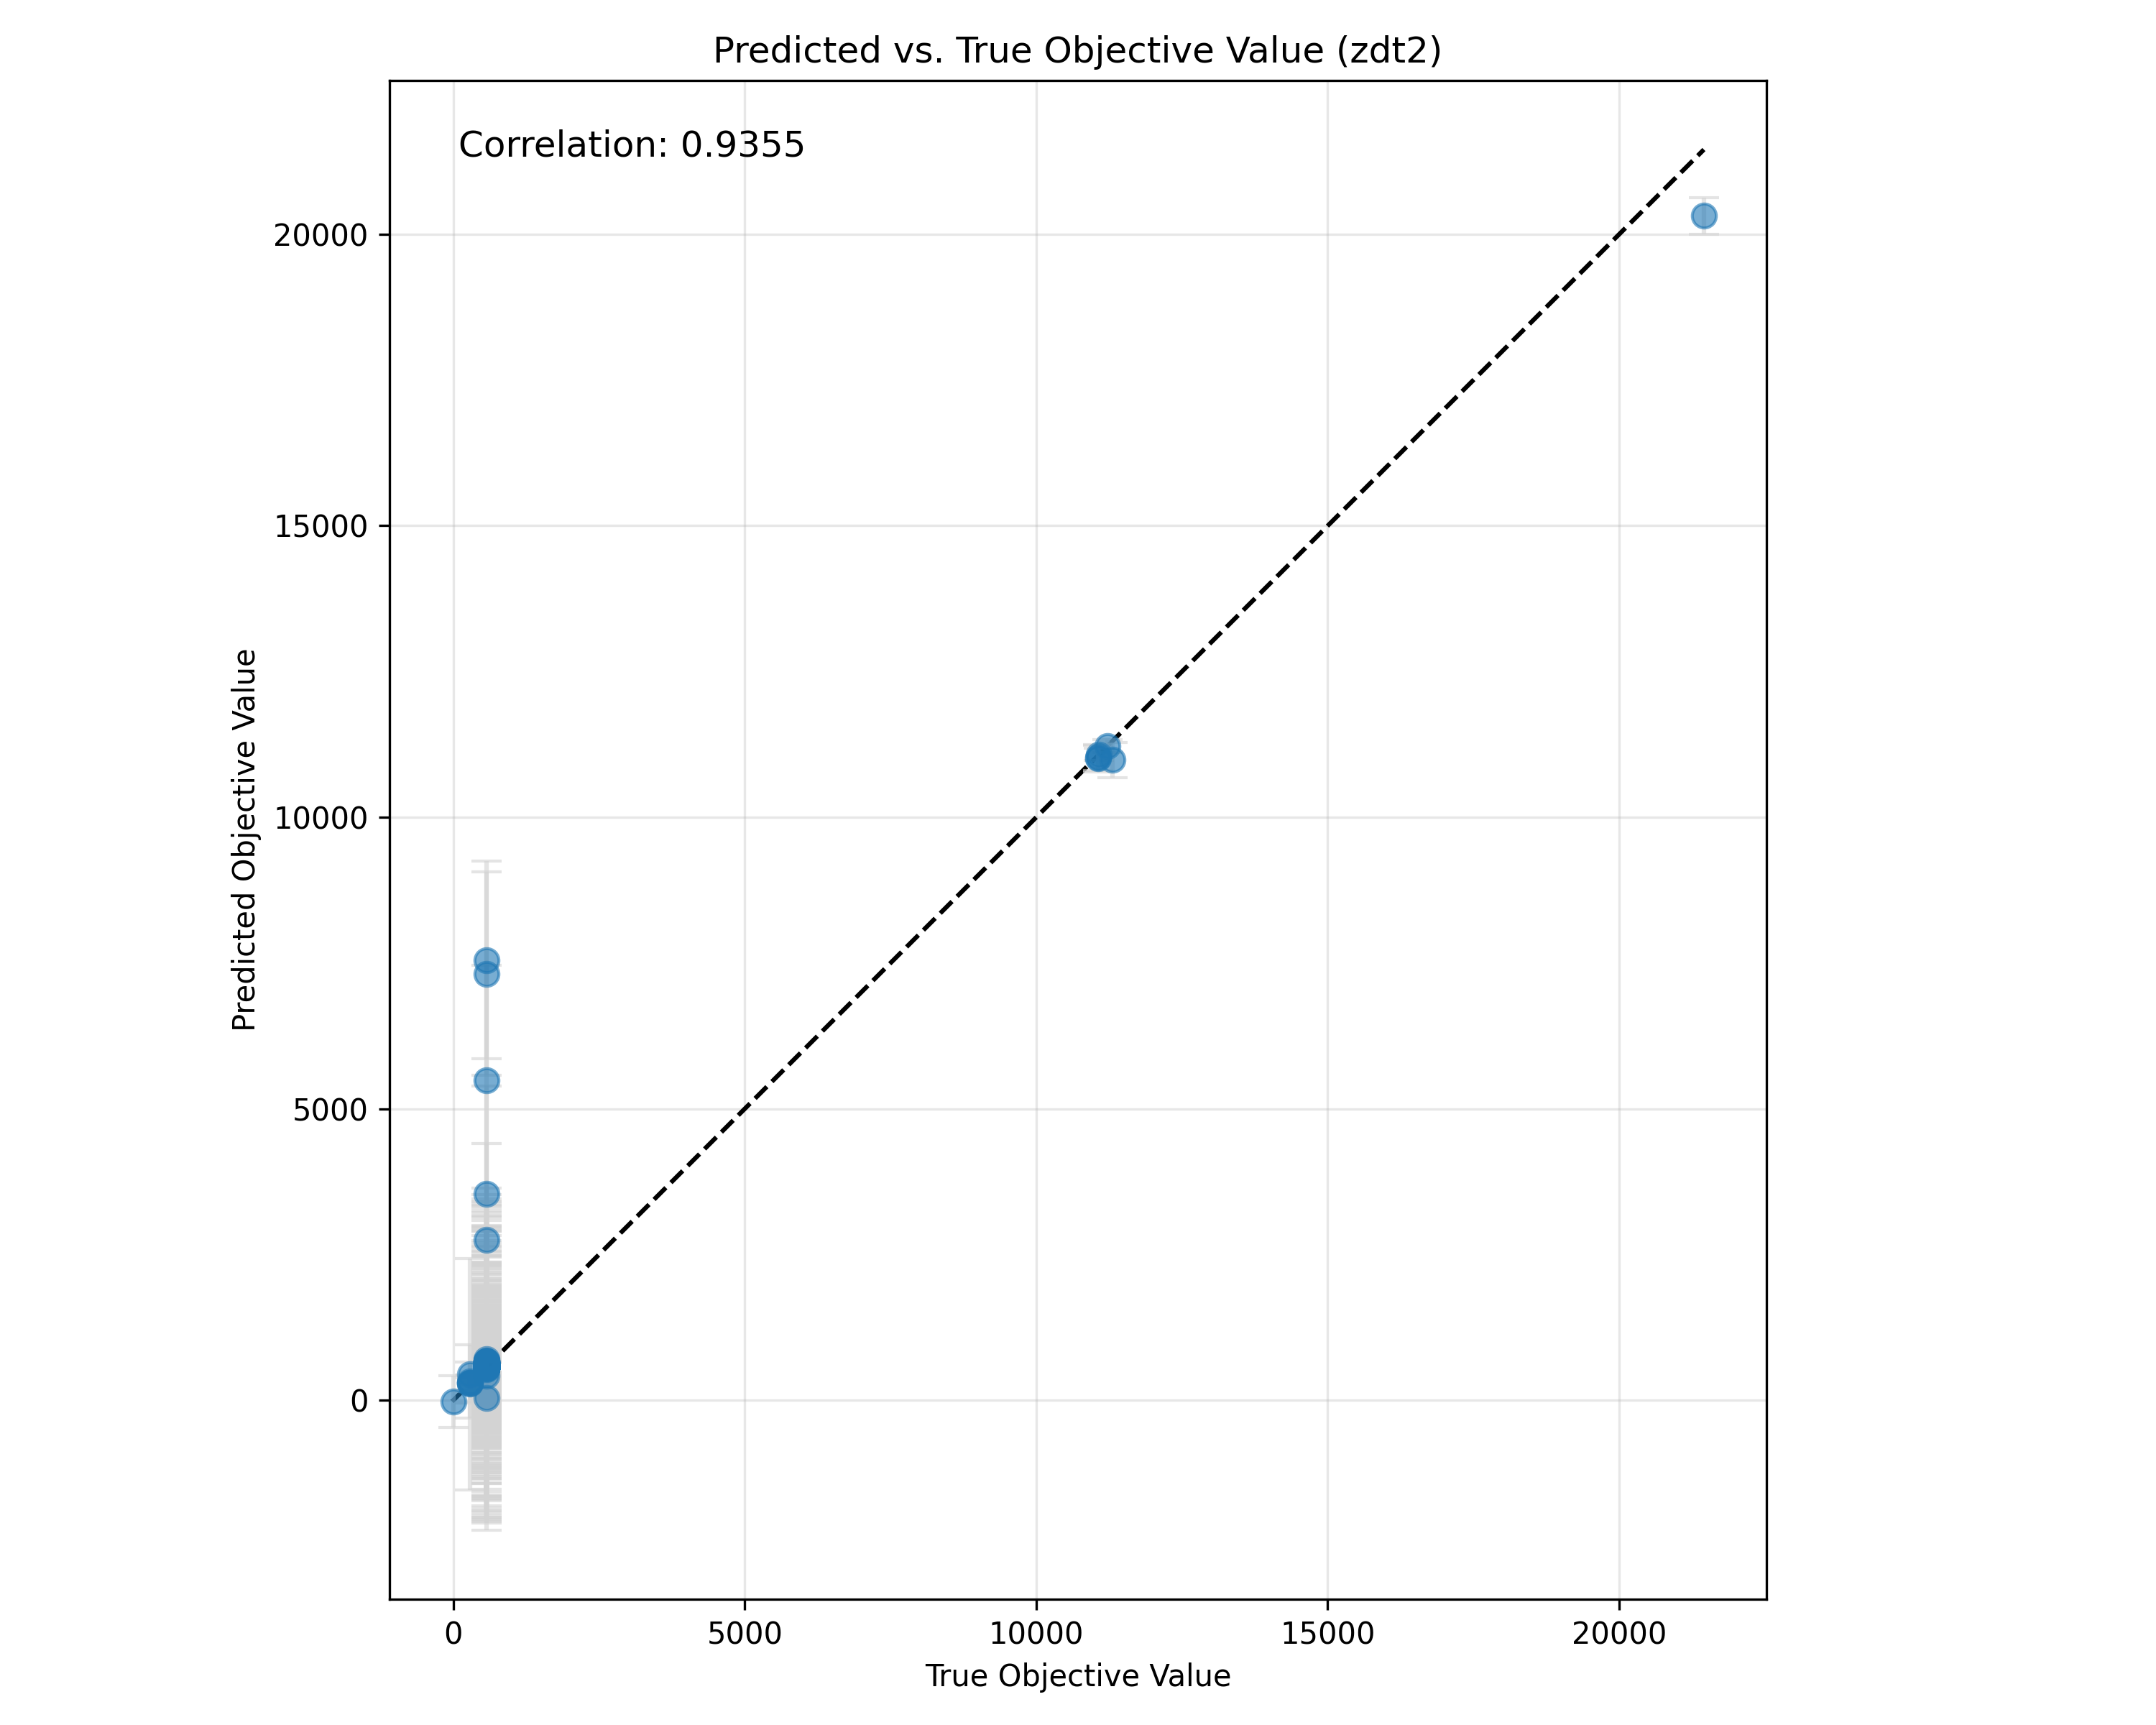 Predicted vs. True Objective Value (zdt2)
Correlation: 0.9355
20000
15000
10000
5000
0
Predicted Objective Value
0 5000 10000 15000 20000
True Objective Value